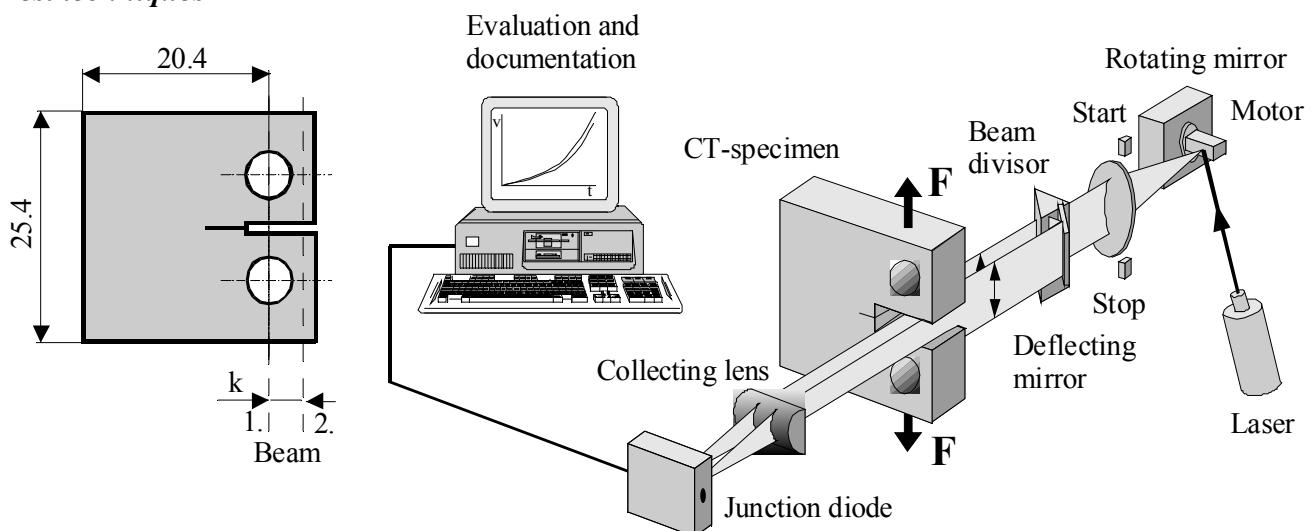 20.4
25.4
k
1.
2.
Beam
Evaluation and
documentation
v
t
CT-specimen
F
Beam
divisor
Start
Rotating mirror
Motor
Stop
Deflecting
mirror
Laser
Collecting lens
F
Junction diode